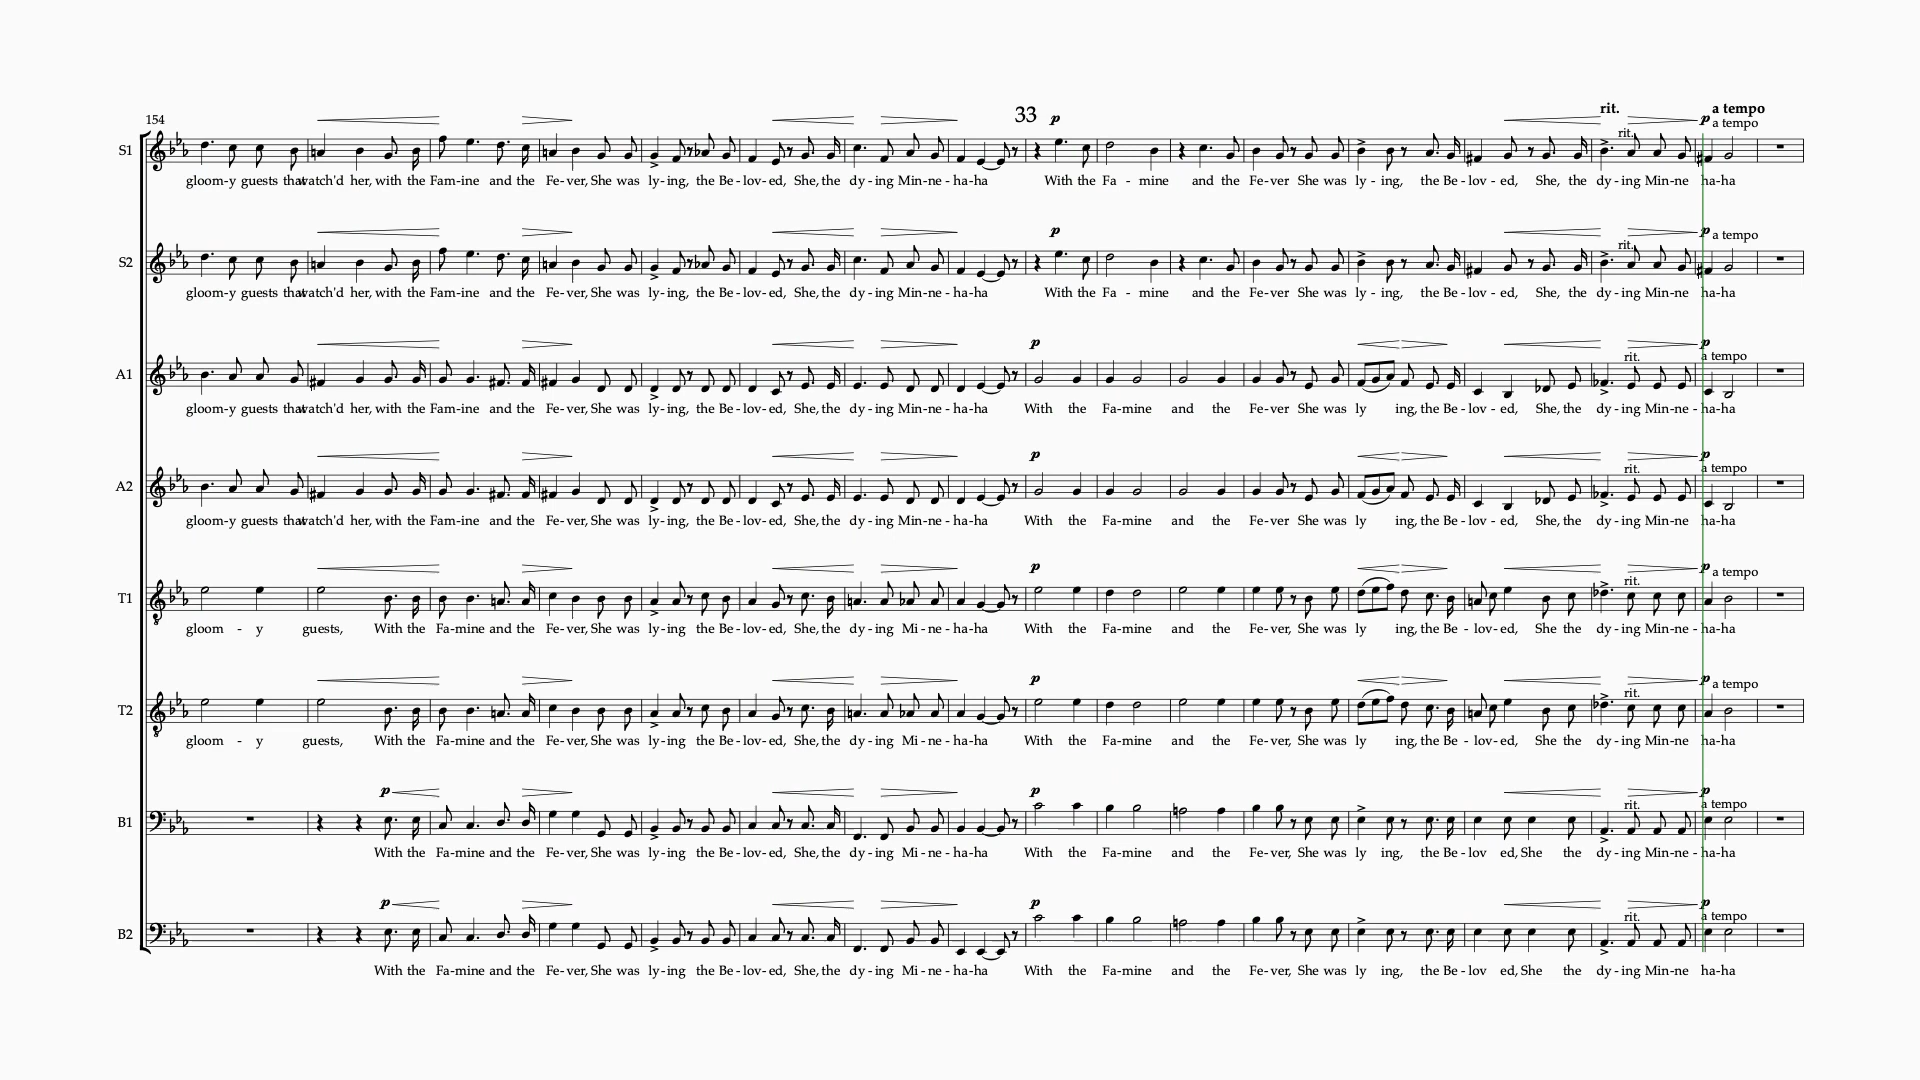 33
rit. a tempo
154 p p a tempo
rit.
S1
gloom-y guests that watch'd her, with the Fam-ine and the Fe-ver, She was ly-ing, the Be-lov-ed, She, the dy-ing Min-ne-ha-ha With the Fa-mine and the Fever She was ly-ing, the Be-lov-ed, She, the dy-ing Min-ne ha-ha
p p a tempo
rit.
S2
gloom-y guests that watch'd her, with the Fam-ine and the Fe-ver, She was ly-ing, the Be-lov-ed, She, the dy-ing Min-ne-ha-ha With the Fa-mine and the Fever She was ly-ing, the Be-lov-ed, She, the dy-ing Min-ne ha-ha
p p
rit. a tempo
A1
gloom-y guests that watch'd her, with the Fam-ine and the Fe-ver, She was ly-ing, the Be-lov-ed, She, the dy-ing Min-ne-ha-ha With the Fa-mine and the Fe-ver She was ly ing, the Be-lov-ed, She, the dy-ing Min-ne-ha-ha
p p
rit. a tempo
A2
gloom-y guests that watch'd her, with the Fam-ine and the Fe-ver, She was ly-ing, the Be-lov-ed, She, the dy-ing Min-ne-ha-ha With the Fa-mine and the Fe-ver She was ly ing, the Be-lov-ed, She, the dy-ing Min-ne ha-ha
p p a tempo
rit.
T1
gloom - y guests, With the Fa-mine and the Fe-ver, She was ly-ing the Be-lov-ed, She, the dy-ing Mi-ne-ha-ha With the Fa-mine and the Fe-ver, She was ly ing, the Be-lov-ed, She the dy-ing Min-ne-ha-ha
p p a tempo
rit.
T2
gloom - y guests, With the Fa-mine and the Fe-ver, She was ly-ing the Be-lov-ed, She, the dy-ing Mi-ne-ha-ha With the Fa-mine and the Fe-ver, She was ly ing, the Be-lov-ed, She the dy-ing Min-ne ha-ha
p p p
rit. a tempo
B1
With the Fa-mine and the Fe-ver, She was ly-ing the Be-lov-ed, She, the dy-ing Mi-ne-ha-ha With the Fa-mine and the Fe-ver, She was ly ing, the Be-lov ed, She the dy-ing Min-ne-ha-ha
p p p
rit. a tempo
B2
With the Fa-mine and the Fe-ver, She was ly-ing the Be-lov-ed, She, the dy-ing Mi-ne-ha-ha With the Fa-mine and the Fe-ver, She was ly ing, the Be-lov ed, She the dy-ing Min-ne ha-ha